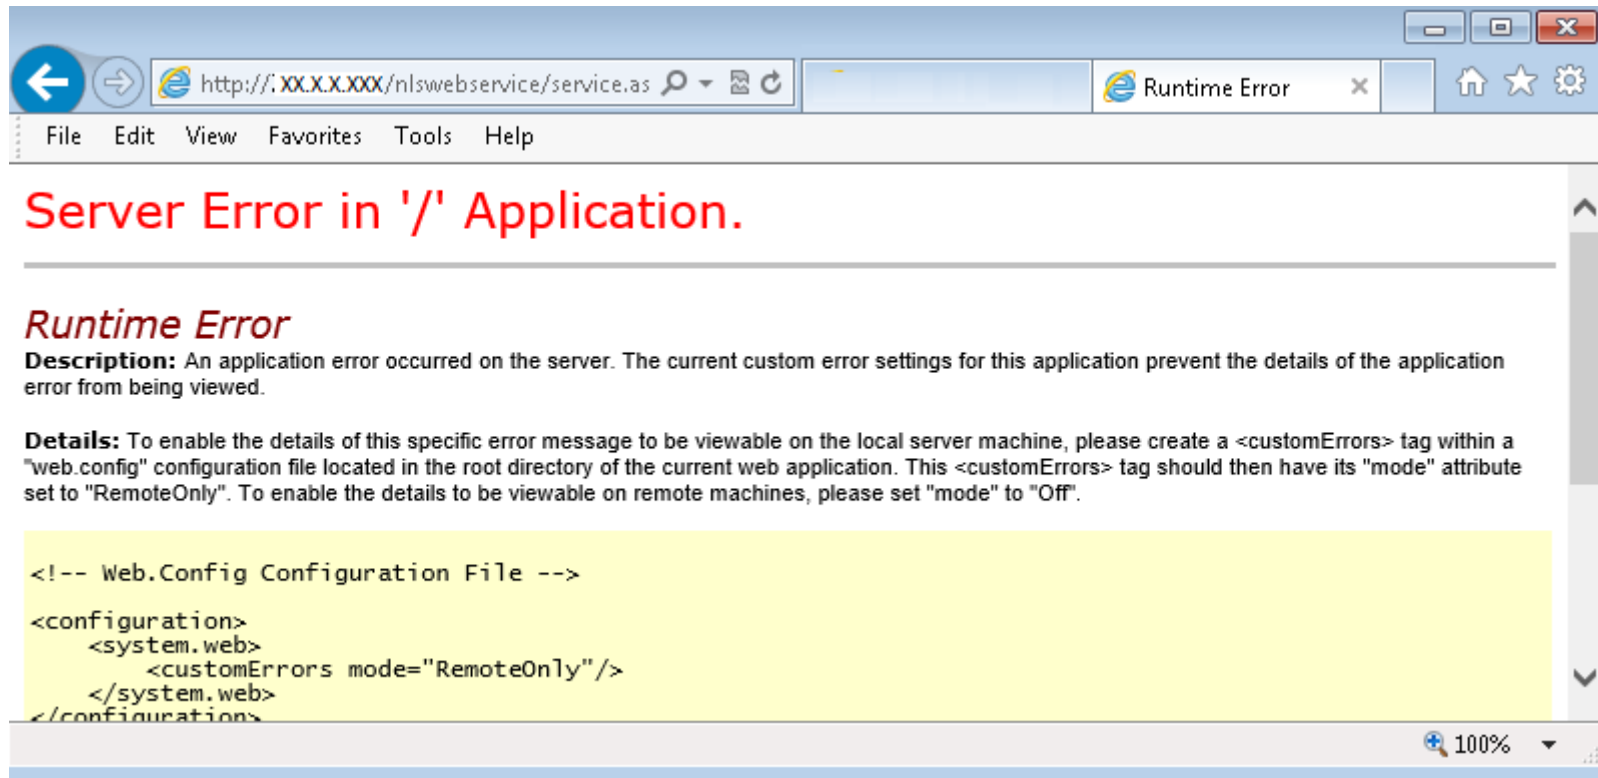 http://: XX.X.X.XXX/nlswebservice/service.as
Runtime Error
File Edit View Favorites Tools Help
Server Error in '/' Application.
Runtime Error
Description: An application error occurred on the server. The current custom error settings for this application prevent the details of the application
error from being viewed.
Details: To enable the details of this specific error message to be viewable on the local server machine, please create a <customErrors> tag within a
"web.config" configuration file located in the root directory of the current web application. This <customErrors> tag should then have its "mode" attribute
set to "RemoteOnly". To enable the details to be viewable on remote machines, please set "mode" to "Off".
<!-- Web.Config Configuration File -->
<configuration>
<system.web>
<customErrors mode="RemoteOnly"/>
</system.web>
</configuration>
100%